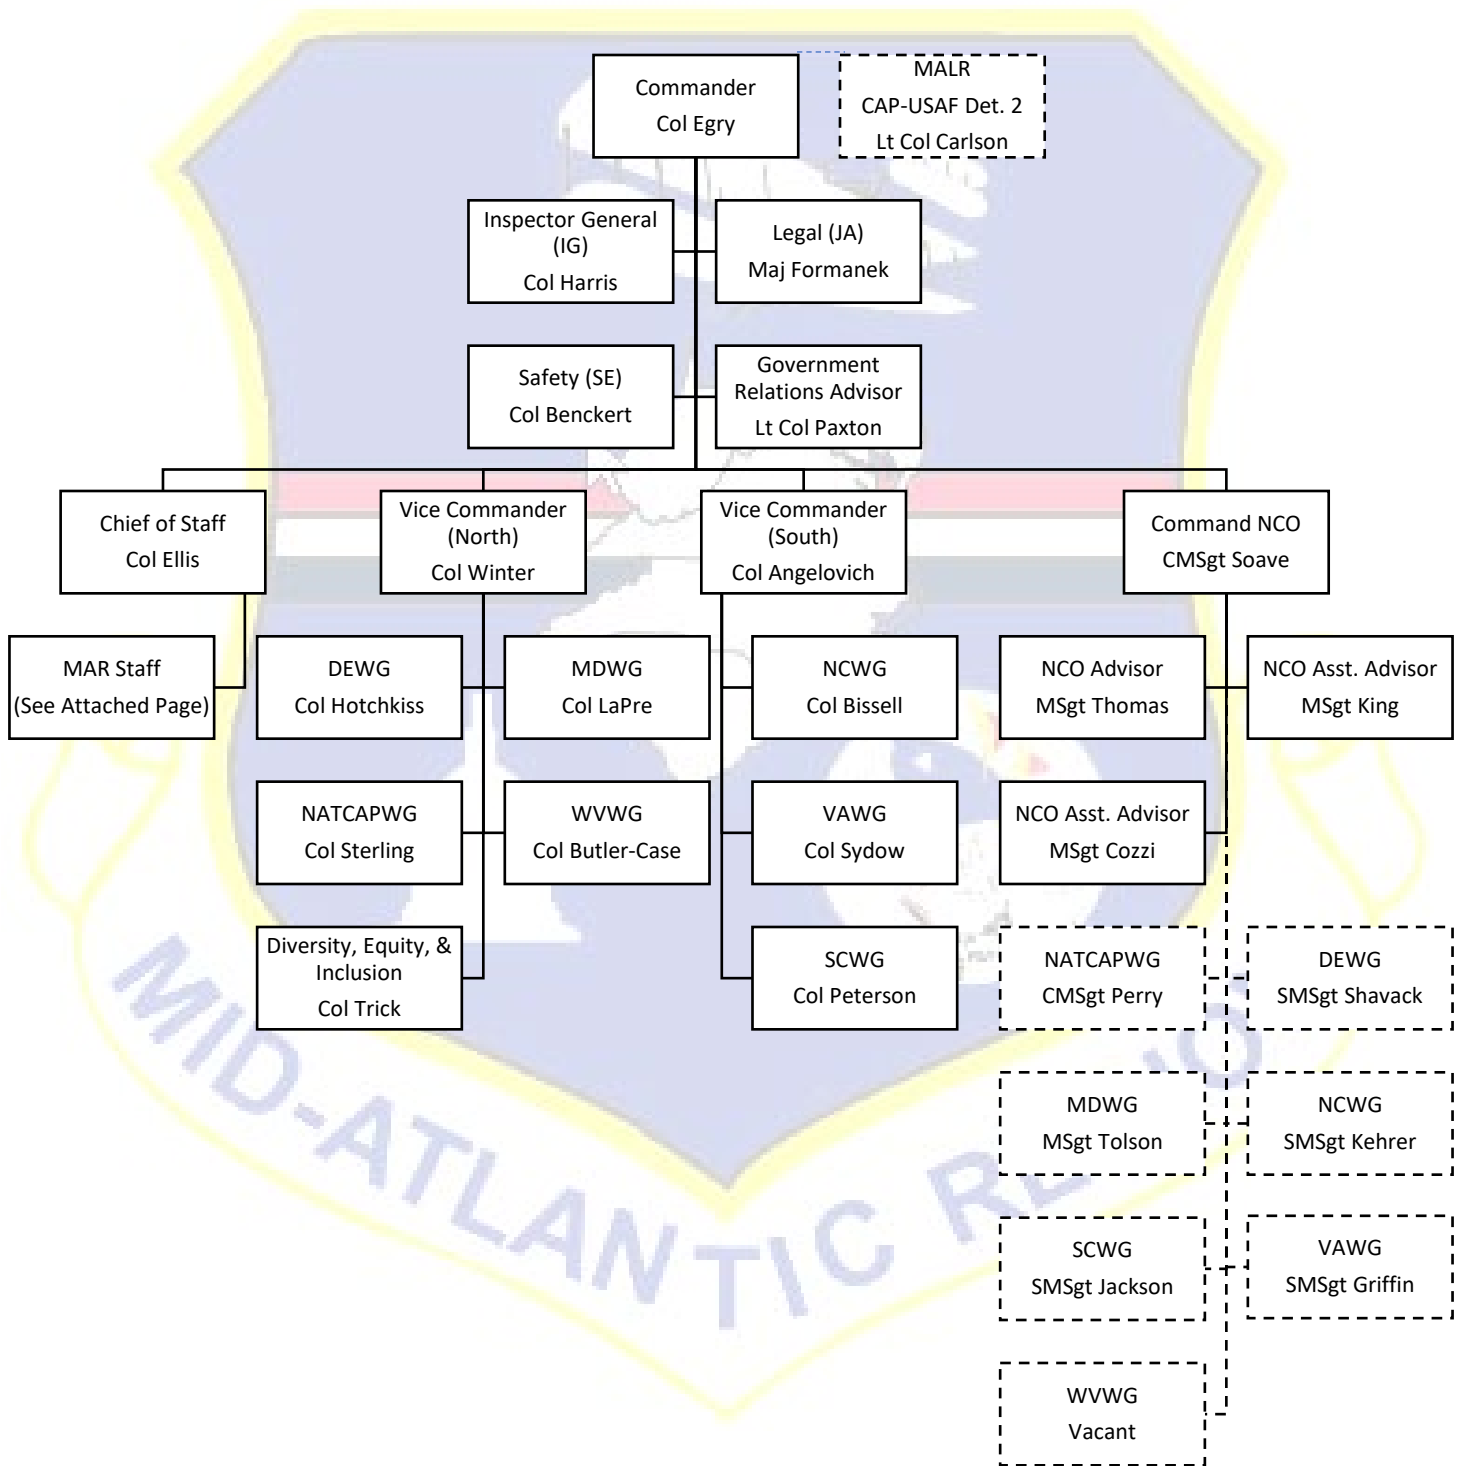 Commander
Col Egry
MALR
CAP-USAF Det. 2
Lt Col Carlson
Inspector General
(IG)
Col Harris
Legal (JA)
Maj Formanek
Safety (SE)
Col Benckert
Government
Relations Advisor
Lt Col Paxton
Chief of Staff
Col Ellis
Vice Commander
(North)
Col Winter
Vice Commander
(South)
Col Angelovich
Command NCO
CMSgt Soave
MAR Staff
(See Attached Page)
DEWG
Col Hotchkiss
MDWG
Col LaPre
NCWG
Col Bissell
NCO Advisor
MSgt Thomas
NCO Asst. Advisor
MSgt King
NATCAPWG
Col Sterling
WVWG
Col Butler-Case
VAWG
Col Sydow
NCO Asst. Advisor
MSgt Cozzi
Diversity, Equity, &
Inclusion
Col Trick
SCWG
Col Peterson
NATCAPWG
CMSgt Perry
DEWG
SMSgt Shavack
MDWG
MSgt Tolson
NCWG
SMSgt Kehrer
SCWG
SMSgt Jackson
VAWG
SMSgt Griffin
WVWG
Vacant
MID-ATLANTIC